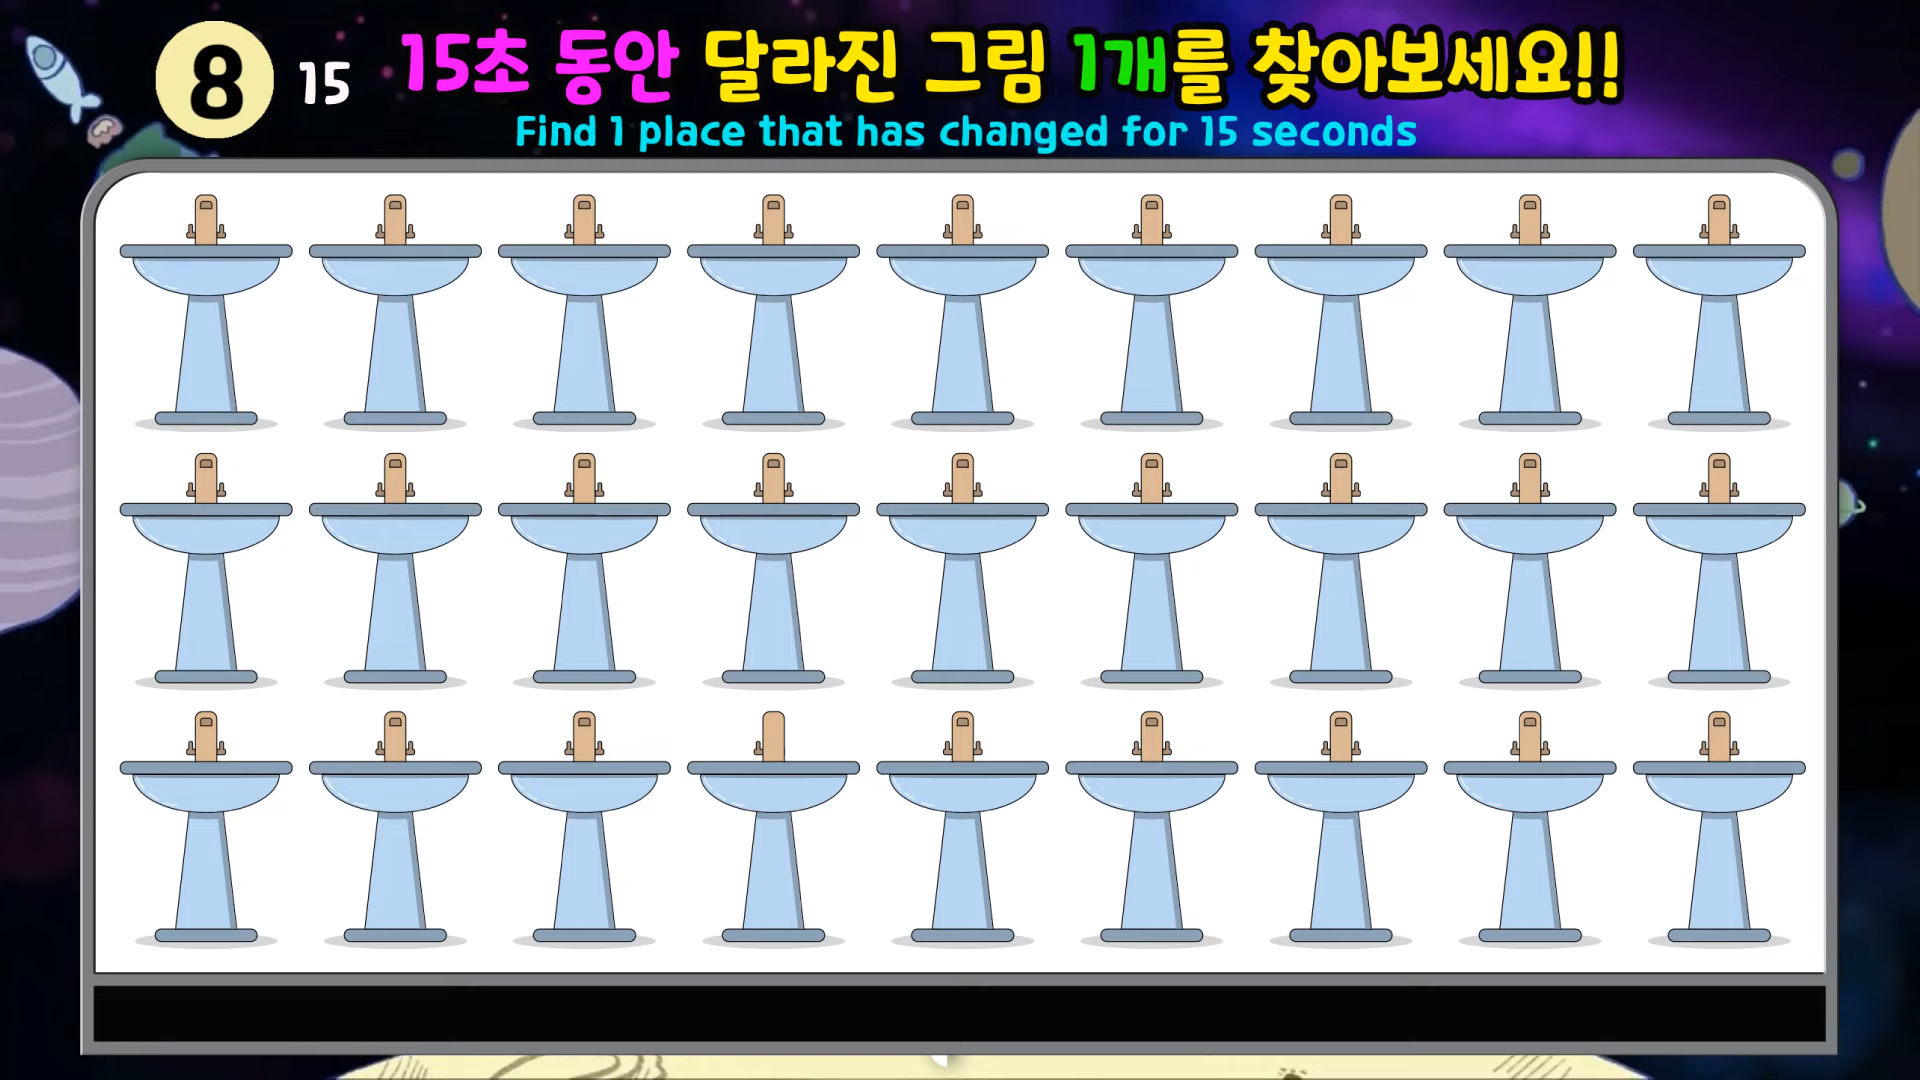 8 15 15초 동안 달라진 그림 1개를 찾아보세요!!
Find 1 place that has changed for 15 seconds